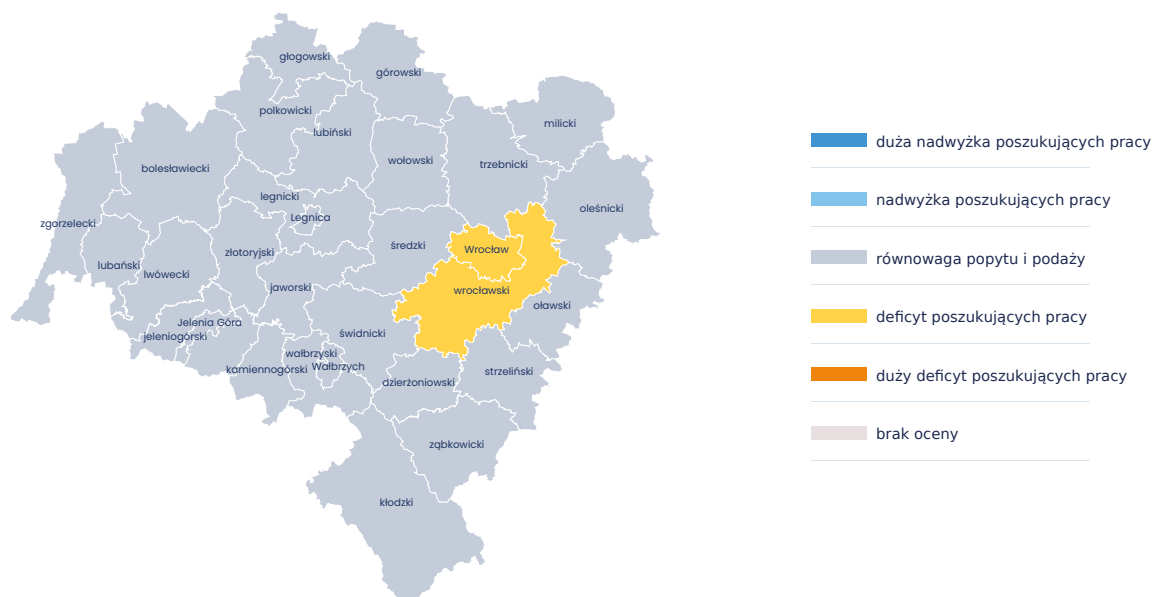 głogowski
górowski
polkowicki
lubiński
milicki
wołowski
trzebnicki
bolesławiecki
legnicki
Legnica
oleśnicki
zgorzelecki
średzki
Wrocław
złotoryjski
lubański
lwówecki
jaworski
wrocławski
oławski
Jelenia Góra
jeleniogórski
świdnicki
wałbrzyski
Wałbrzych
kamiennogórski
dzierżoniowski
strzeliński
ząbkowicki
kłodzki
duża nadwyżka poszukujących pracy
nadwyżka poszukujących pracy
równowaga popytu i podaży
deficyt poszukujących pracy
duży deficyt poszukujących pracy
brak oceny